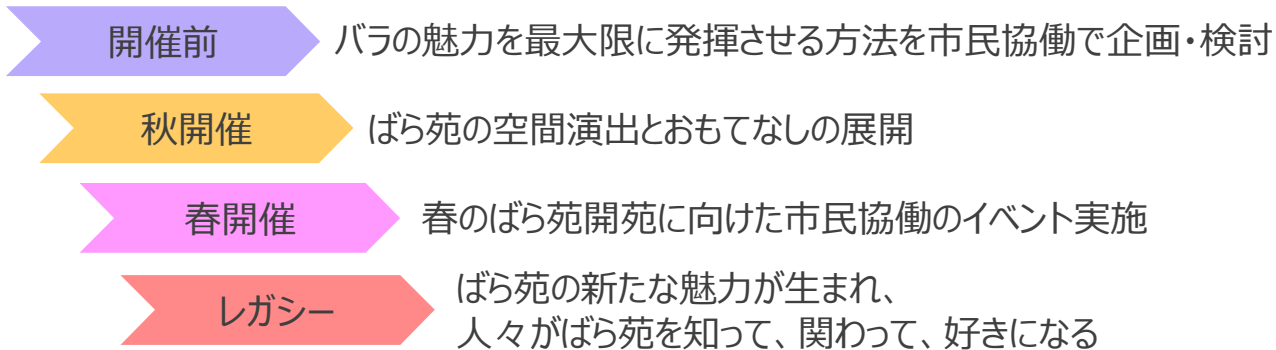 開催前
バラの魅力を最大限に発揮させる方法を市民協働で企画・検討
秋開催
ばら苑の空間演出とおもてなしの展開
春開催
春のばら苑開苑に向けた市民協働のイベント実施
レガシー
ばら苑の新たな魅力が生まれ、
人々がばら苑を知って、関わって、好きになる